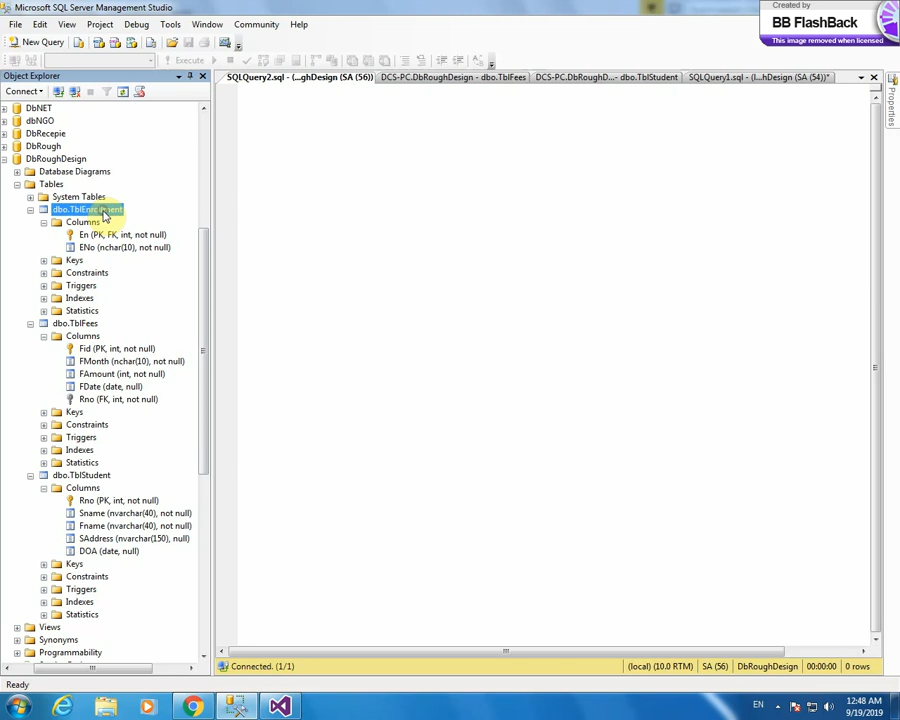 Microsoft SQL Server Management Studio
Created by
BB FlashBack
This image removed when licensed
File Edit View Project Debug Tools Window Community Help
New Query
Execute
Object Explorer
SQLQuery2.sql - (...ghDesign (SA (56)) DCS-PC.DbRoughDesign - dbo.TblFees DCS-PC.DbRoughD...- dbo.TblStudent SQLQuery1.sql - (l...hDesign (SA (54))*
Connect
Properties
DbNET
dbNGO
DbRecepie
DbRough
DbRoughDesign
Database Diagrams
Tables
System Tables
Columns
En (PK, FK, int, not null)
ENo (nchar(10), not null)
Keys
Constraints
Triggers
Indexes
Statistics
dbo.TblFees
Columns
Fid (PK, int, not null)
FMonth (nchar(10), not null)
FAmount (int, not null)
FDate (date, null)
Rno (FK, int, not null)
Keys
Constraints
Triggers
Indexes
Statistics
dbo.TblStudent
Columns
Rno (PK, int, not null)
Sname (nvarchar(40), not null)
Fname (nvarchar(40), not null)
SAddress (nvarchar(150), null)
DOA (date, null)
Keys
Constraints
Triggers
Indexes
Statistics
Views
Synonyms
Programmability
Connected. (1/1) (local) (10.0 RTM) SA (56) DbRoughDesign 00:00:00 0 rows
Ready
EN
12:48 AM
9/19/2019